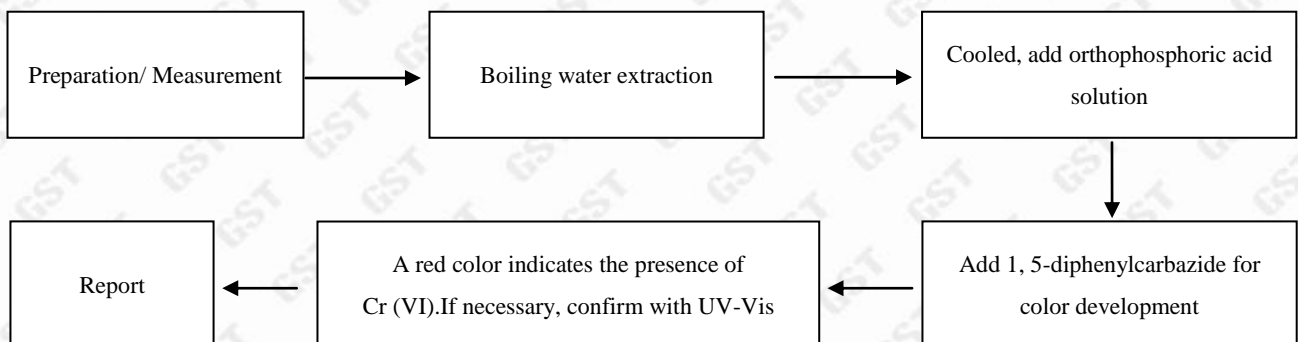 Preparation/ Measurement
Boiling water extraction
Cooled, add orthophosphoric acid
solution
Add 1, 5-diphenylcarbazide for
color development
A red color indicates the presence of
Cr (VI).If necessary, confirm with UV-Vis
Report
GST